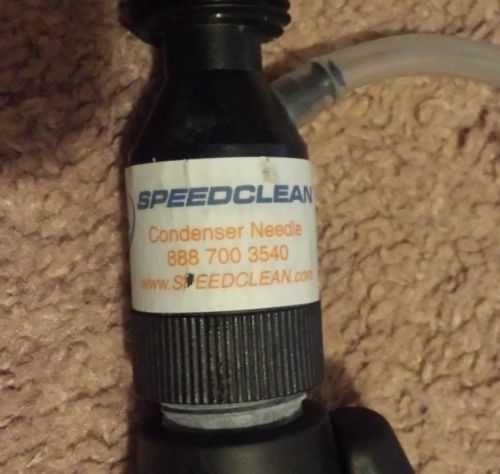 SPEEDCLEAN
Condenser Needle
888 700 3540
www.SPEEDCLEAN.com